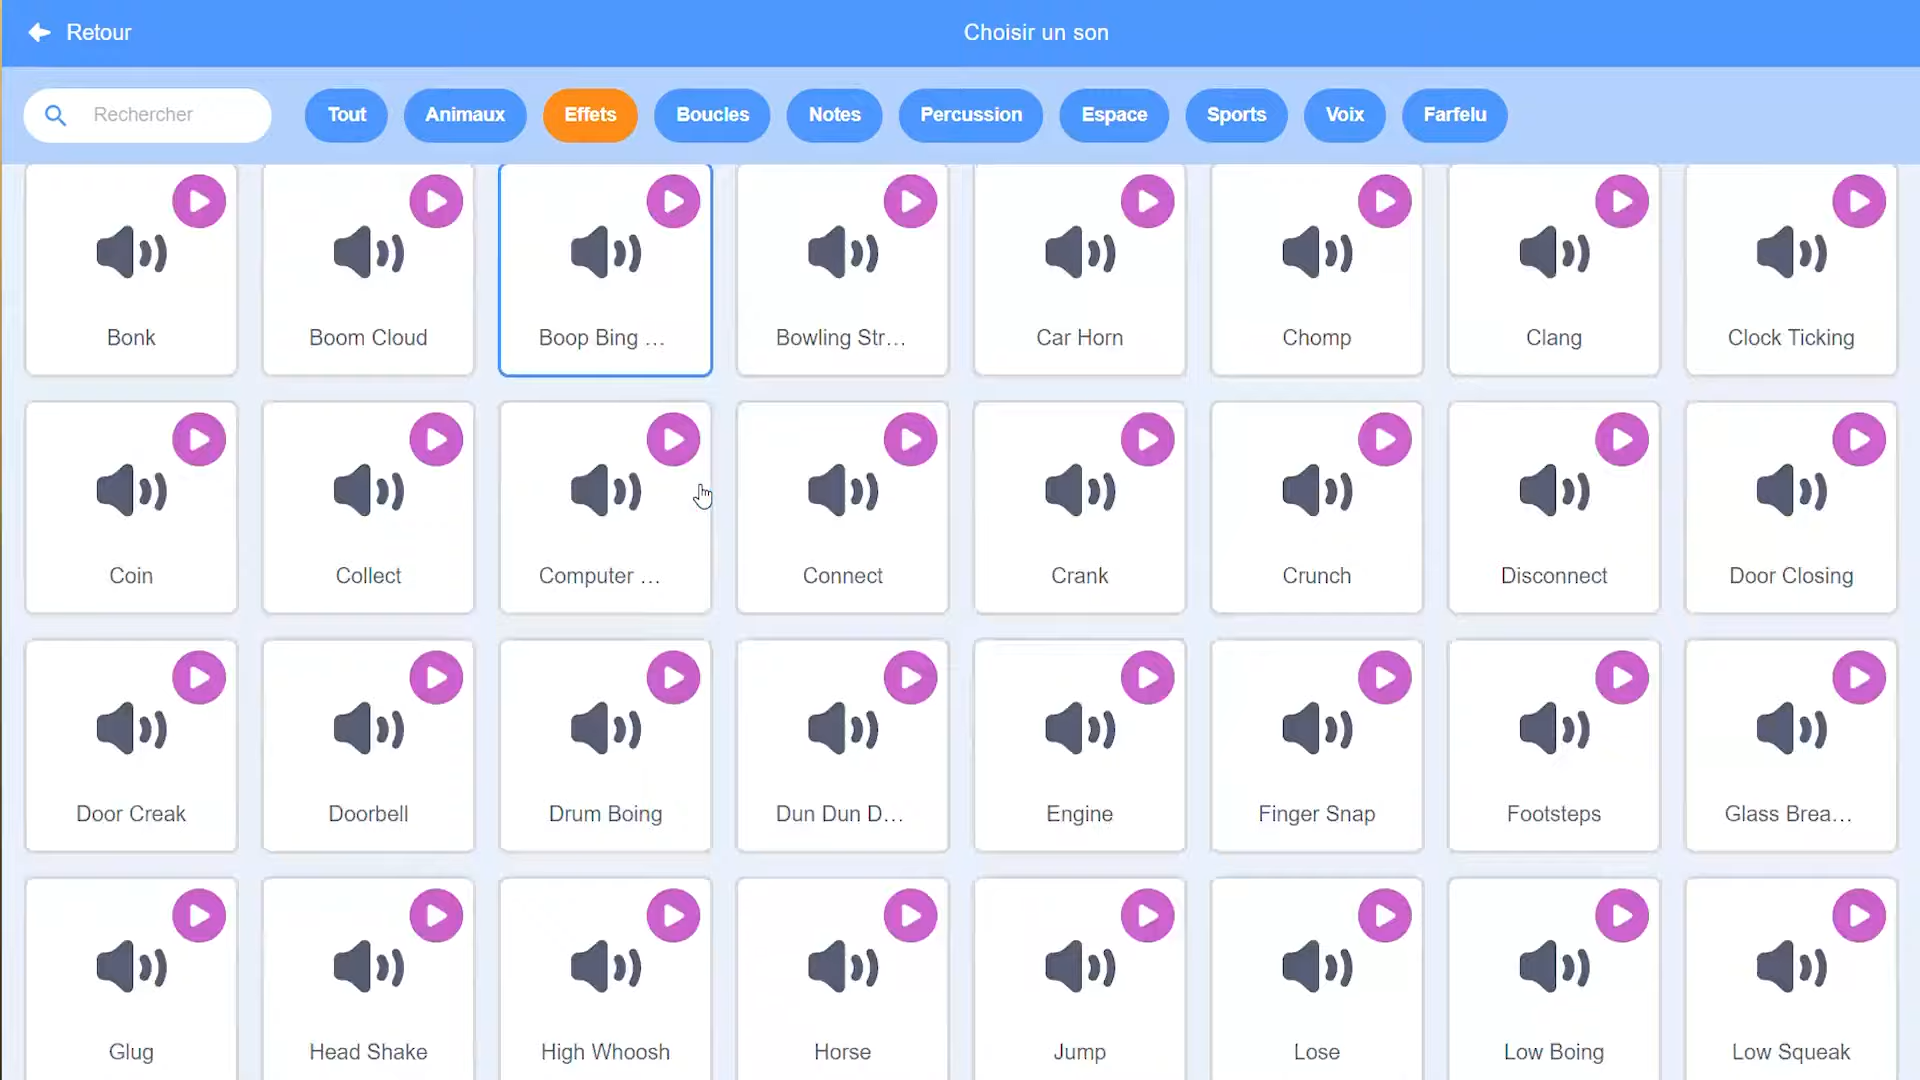 Retour
Choisir un son
Rechercher
Tout
Animaux
Effets
Boucles
Notes
Percussion
Espace
Sports
Voix
Farfelu
Bonk
Boom Cloud
Boop Bing ...
Bowling Str...
Car Horn
Chomp
Clang
Clock Ticking
Coin
Collect
Computer ...
Connect
Crank
Crunch
Disconnect
Door Closing
Door Creak
Doorbell
Drum Boing
Dun Dun D...
Engine
Finger Snap
Footsteps
Glass Brea...
Glug
Head Shake
High Whoosh
Horse
Jump
Lose
Low Boing
Low Squeak